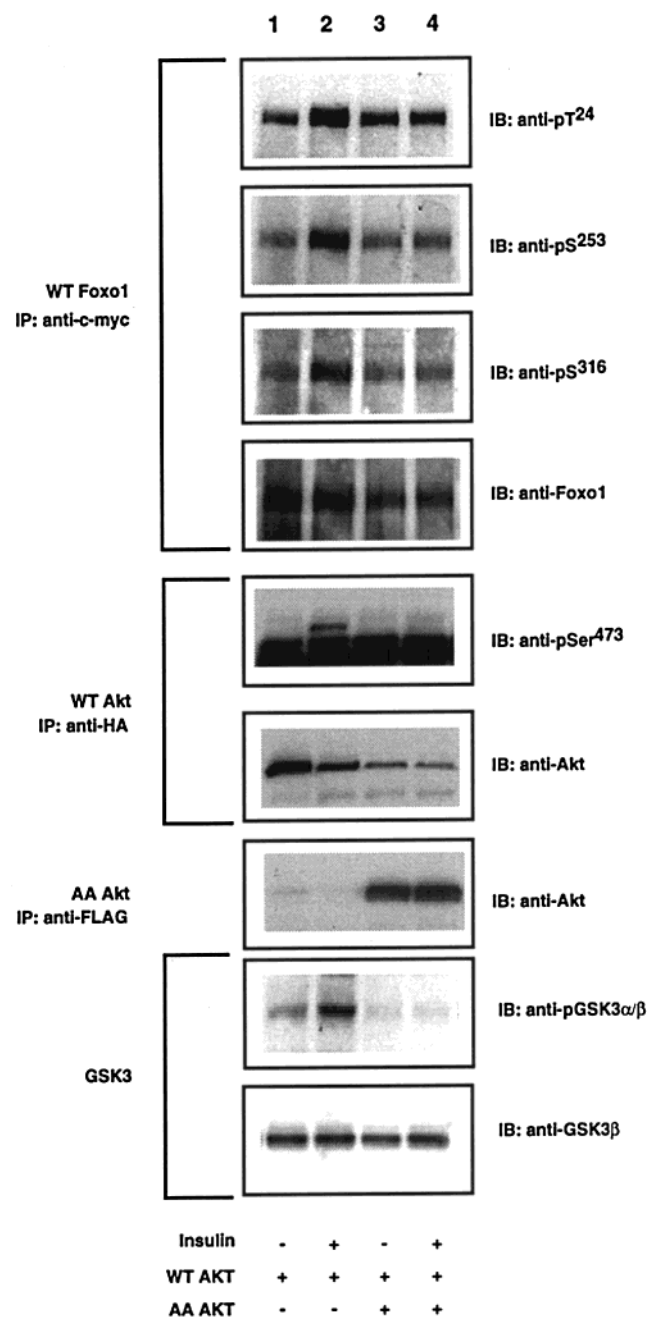 1 2 3 4
IB: anti-pT24
IB: anti-pS253
WT Foxo1
IP: anti-c-myc
IB: anti-pS316
IB: anti-Foxo1
IB: anti-pSer473
WT Akt
IP: anti-HA
IB: anti-Akt
AA Akt
IP: anti-FLAG
IB: anti-Akt
IB: anti-pGSK3α/β
GSK3
IB: anti-GSK3β
Insulin - + - +
WT AKT + + + +
AA AKT - - + +